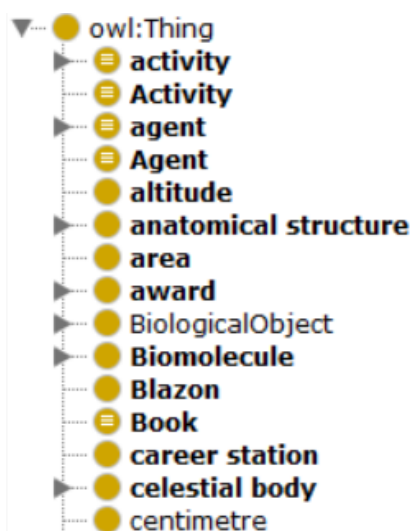 owl:Thing
activity
Activity
agent
Agent
altitude
anatomical structure
area
award
BiologicalObject
Biomolecule
Blazon
Book
career station
celestial body
centimetre